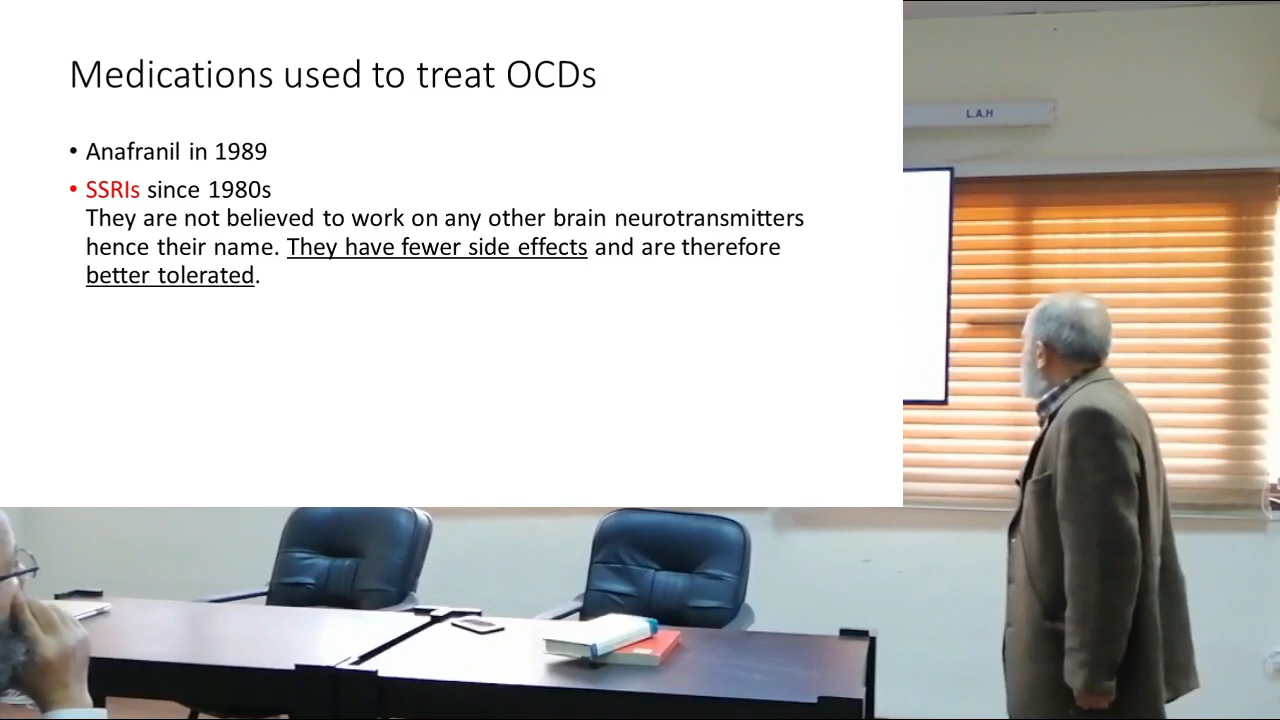 Medications used to treat OCDs
• Anafranil in 1989
• SSRIs since 1980s
They are not believed to work on any other brain neurotransmitters
hence their name. They have fewer side effects and are therefore
better tolerated.
L.A.H